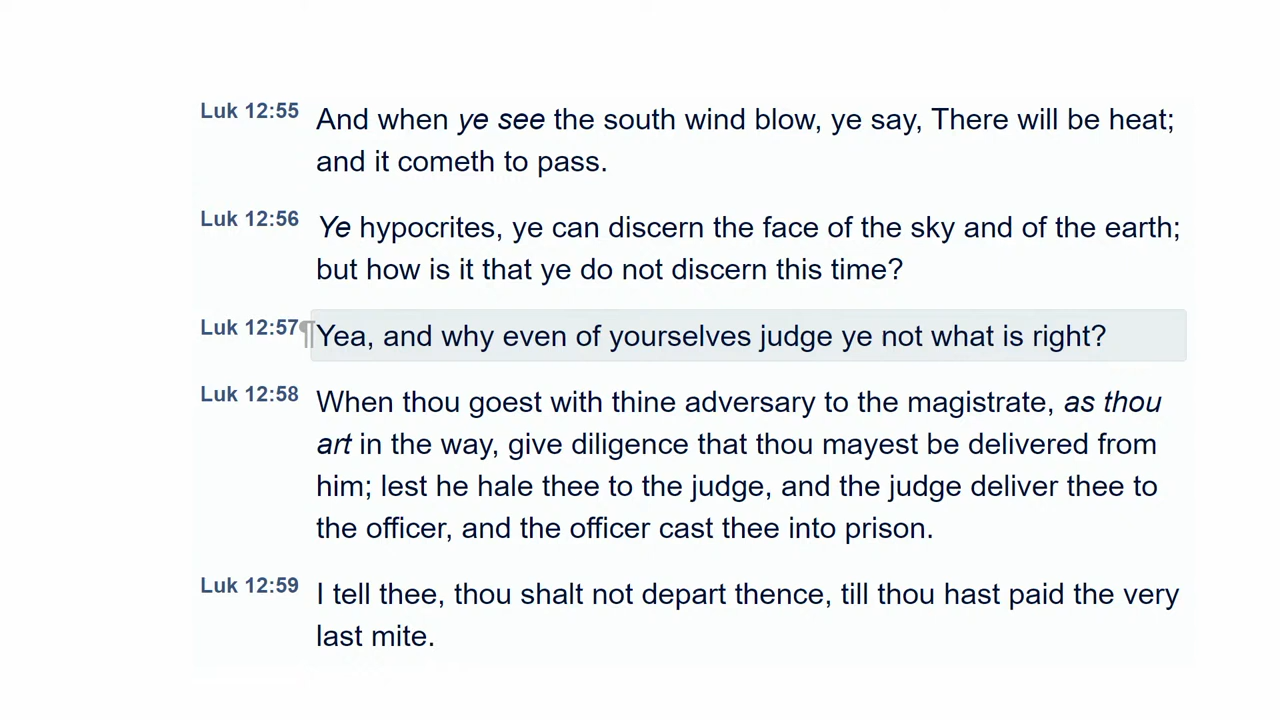 Luk 12:55 And when ye see the south wind blow, ye say, There will be heat;
and it cometh to pass.
Luk 12:56 Ye hypocrites, ye can discern the face of the sky and of the earth;
but how is it that ye do not discern this time?
Luk 12:57 ¶Yea, and why even of yourselves judge ye not what is right?
Luk 12:58 When thou goest with thine adversary to the magistrate, as thou
art in the way, give diligence that thou mayest be delivered from
him; lest he hale thee to the judge, and the judge deliver thee to
the officer, and the officer cast thee into prison.
Luk 12:59 I tell thee, thou shalt not depart thence, till thou hast paid the very
last mite.